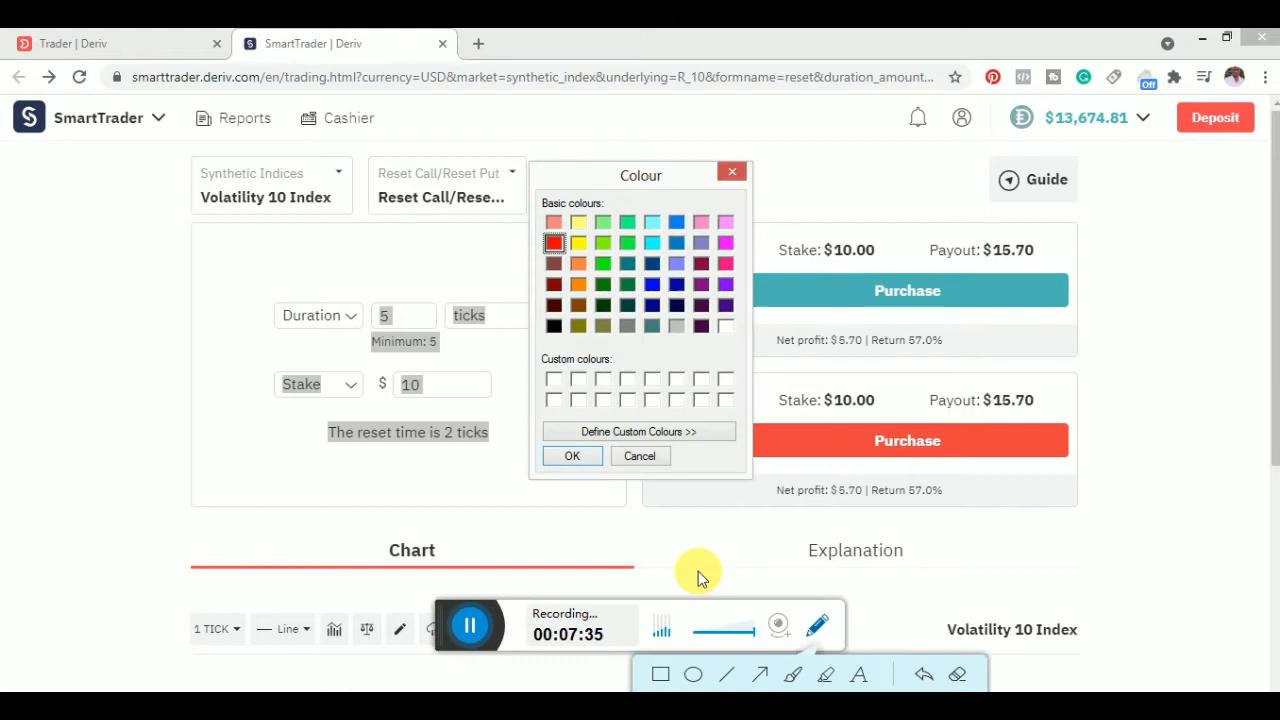 Trader | Deriv
SmartTrader | Deriv
smarttrader.deriv.com/en/trading.html?currency=USD&market=synthetic_index&underlying=R_10&formname=reset&duration_amount...
Off
SmartTrader
Reports
Cashier
$13,674.81
Deposit
Synthetic Indices
Volatility 10 Index
Reset Call/Reset Put
Reset Call/Rese...
Guide
Colour
Basic colours:
Custom colours:
Define Custom Colours >>
OK
Cancel
Duration
5
ticks
Minimum: 5
Stake
$
10
The reset time is 2 ticks
Stake: $10.00
Payout: $15.70
Purchase
Net profit: $5.70 | Return 57.0%
Stake: $10.00
Payout: $15.70
Purchase
Net profit: $5.70 | Return 57.0%
Chart
Explanation
1 TICK
Line
Recording...
00:07:35
Volatility 10 Index
A